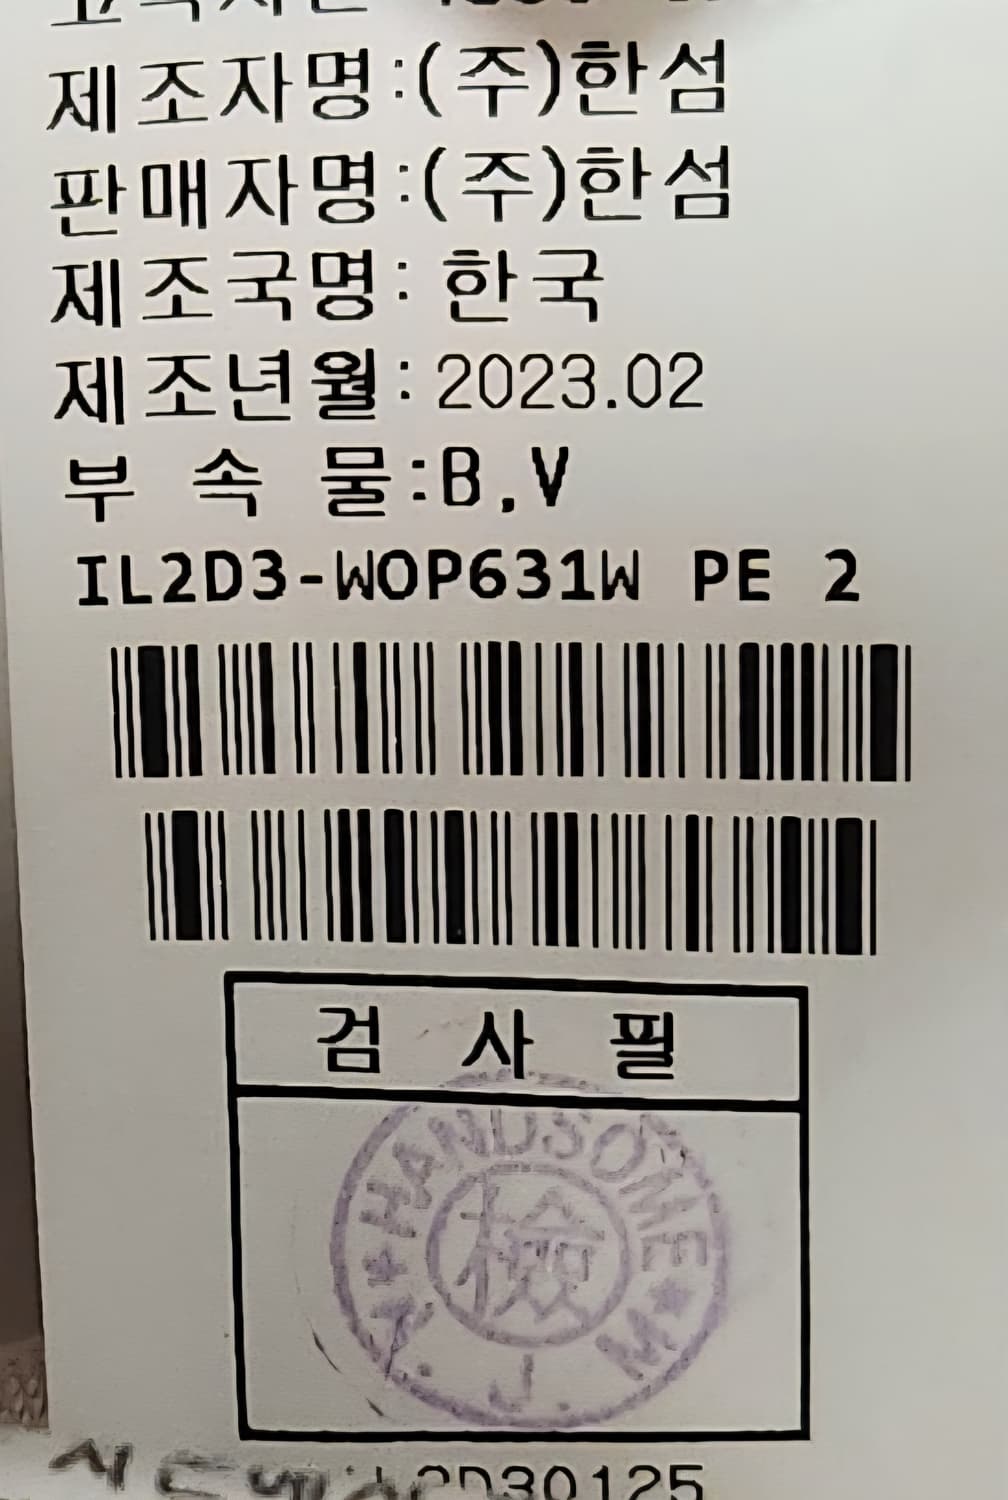 제조자명:(주)한섬
판매자명:(주)한섬
제조국명: 한국
제조년월: 2023.02
부 속 물:B,V
IL2D3-WOP631W PE 2
검 사 필
HANDSOME
檢
M
J.